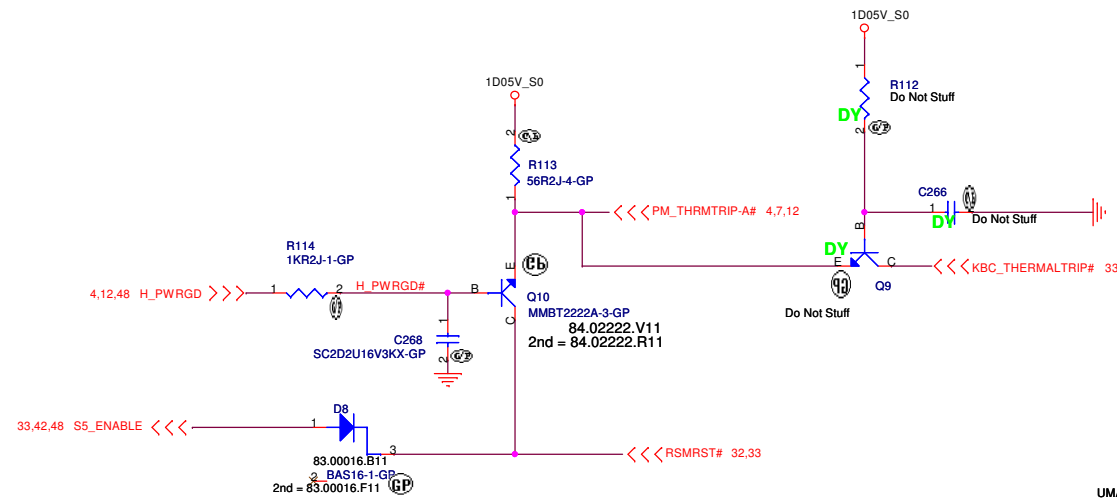 1D05V_S0
1
R112
Do Not Stuff
DY
2
G/P
1D05V_S0
2
R113
56R2J-4-GP
1
PM_THRMTRIP-A# 4,7,12
C266
1
DY
Do Not Stuff
B
DY
E
C
Q9
KBC_THERMALTRIP# 33
Do Not Stuff
R114
1KR2J-1-GP
4,12,48 H_PWRGD
1
2
H_PWRGD#
B
E
C
Q10
MMBT2222A-3-GP
84.02222.V11
2nd = 84.02222.R11
1
C268
SC2D2U16V3KX-GP
2
G/P
D8
33,42,48 S5_ENABLE
1
3
RSMRST# 32,33
83.00016.B11
2
BAS16-1-GP
GP
2nd = 83.00016.F11
UMA